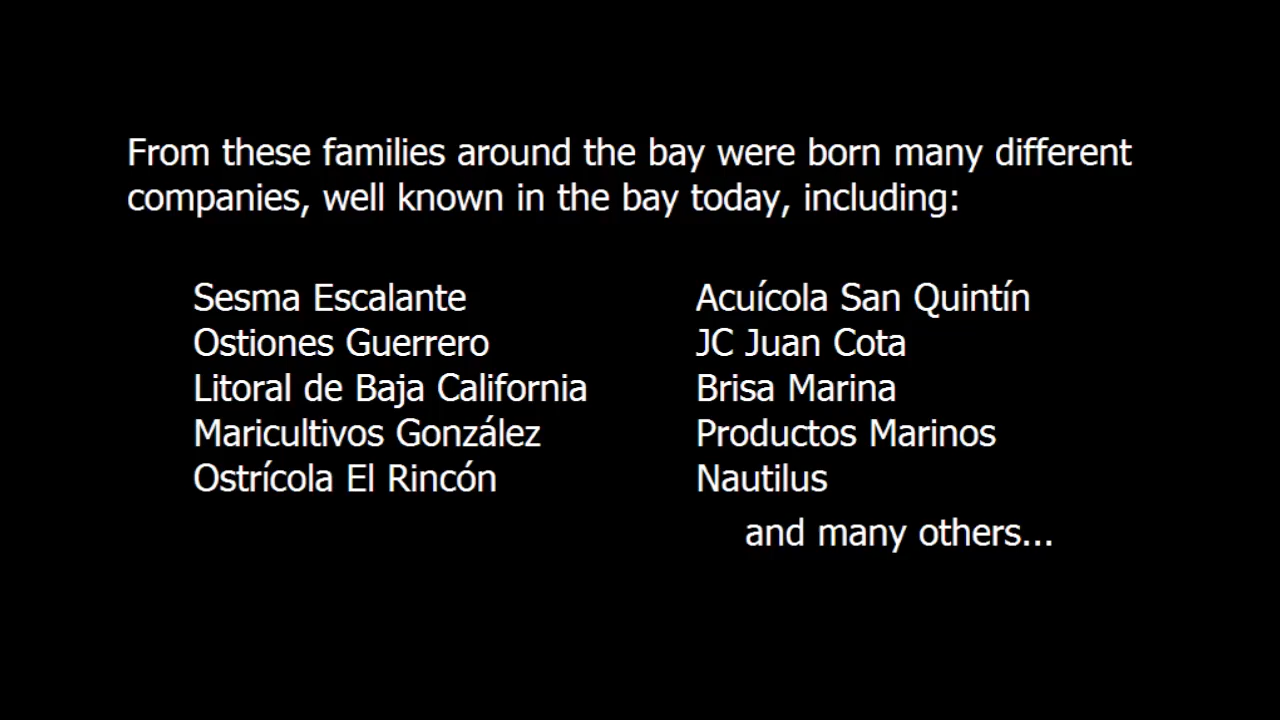 From these families around the bay were born many different
companies, well known in the bay today, including:
Sesma Escalante
Ostiones Guerrero
Litoral de Baja California
Maricultivos González
Ostrícola El Rincón
Acuícola San Quintín
JC Juan Cota
Brisa Marina
Productos Marinos
Nautilus
and many others...